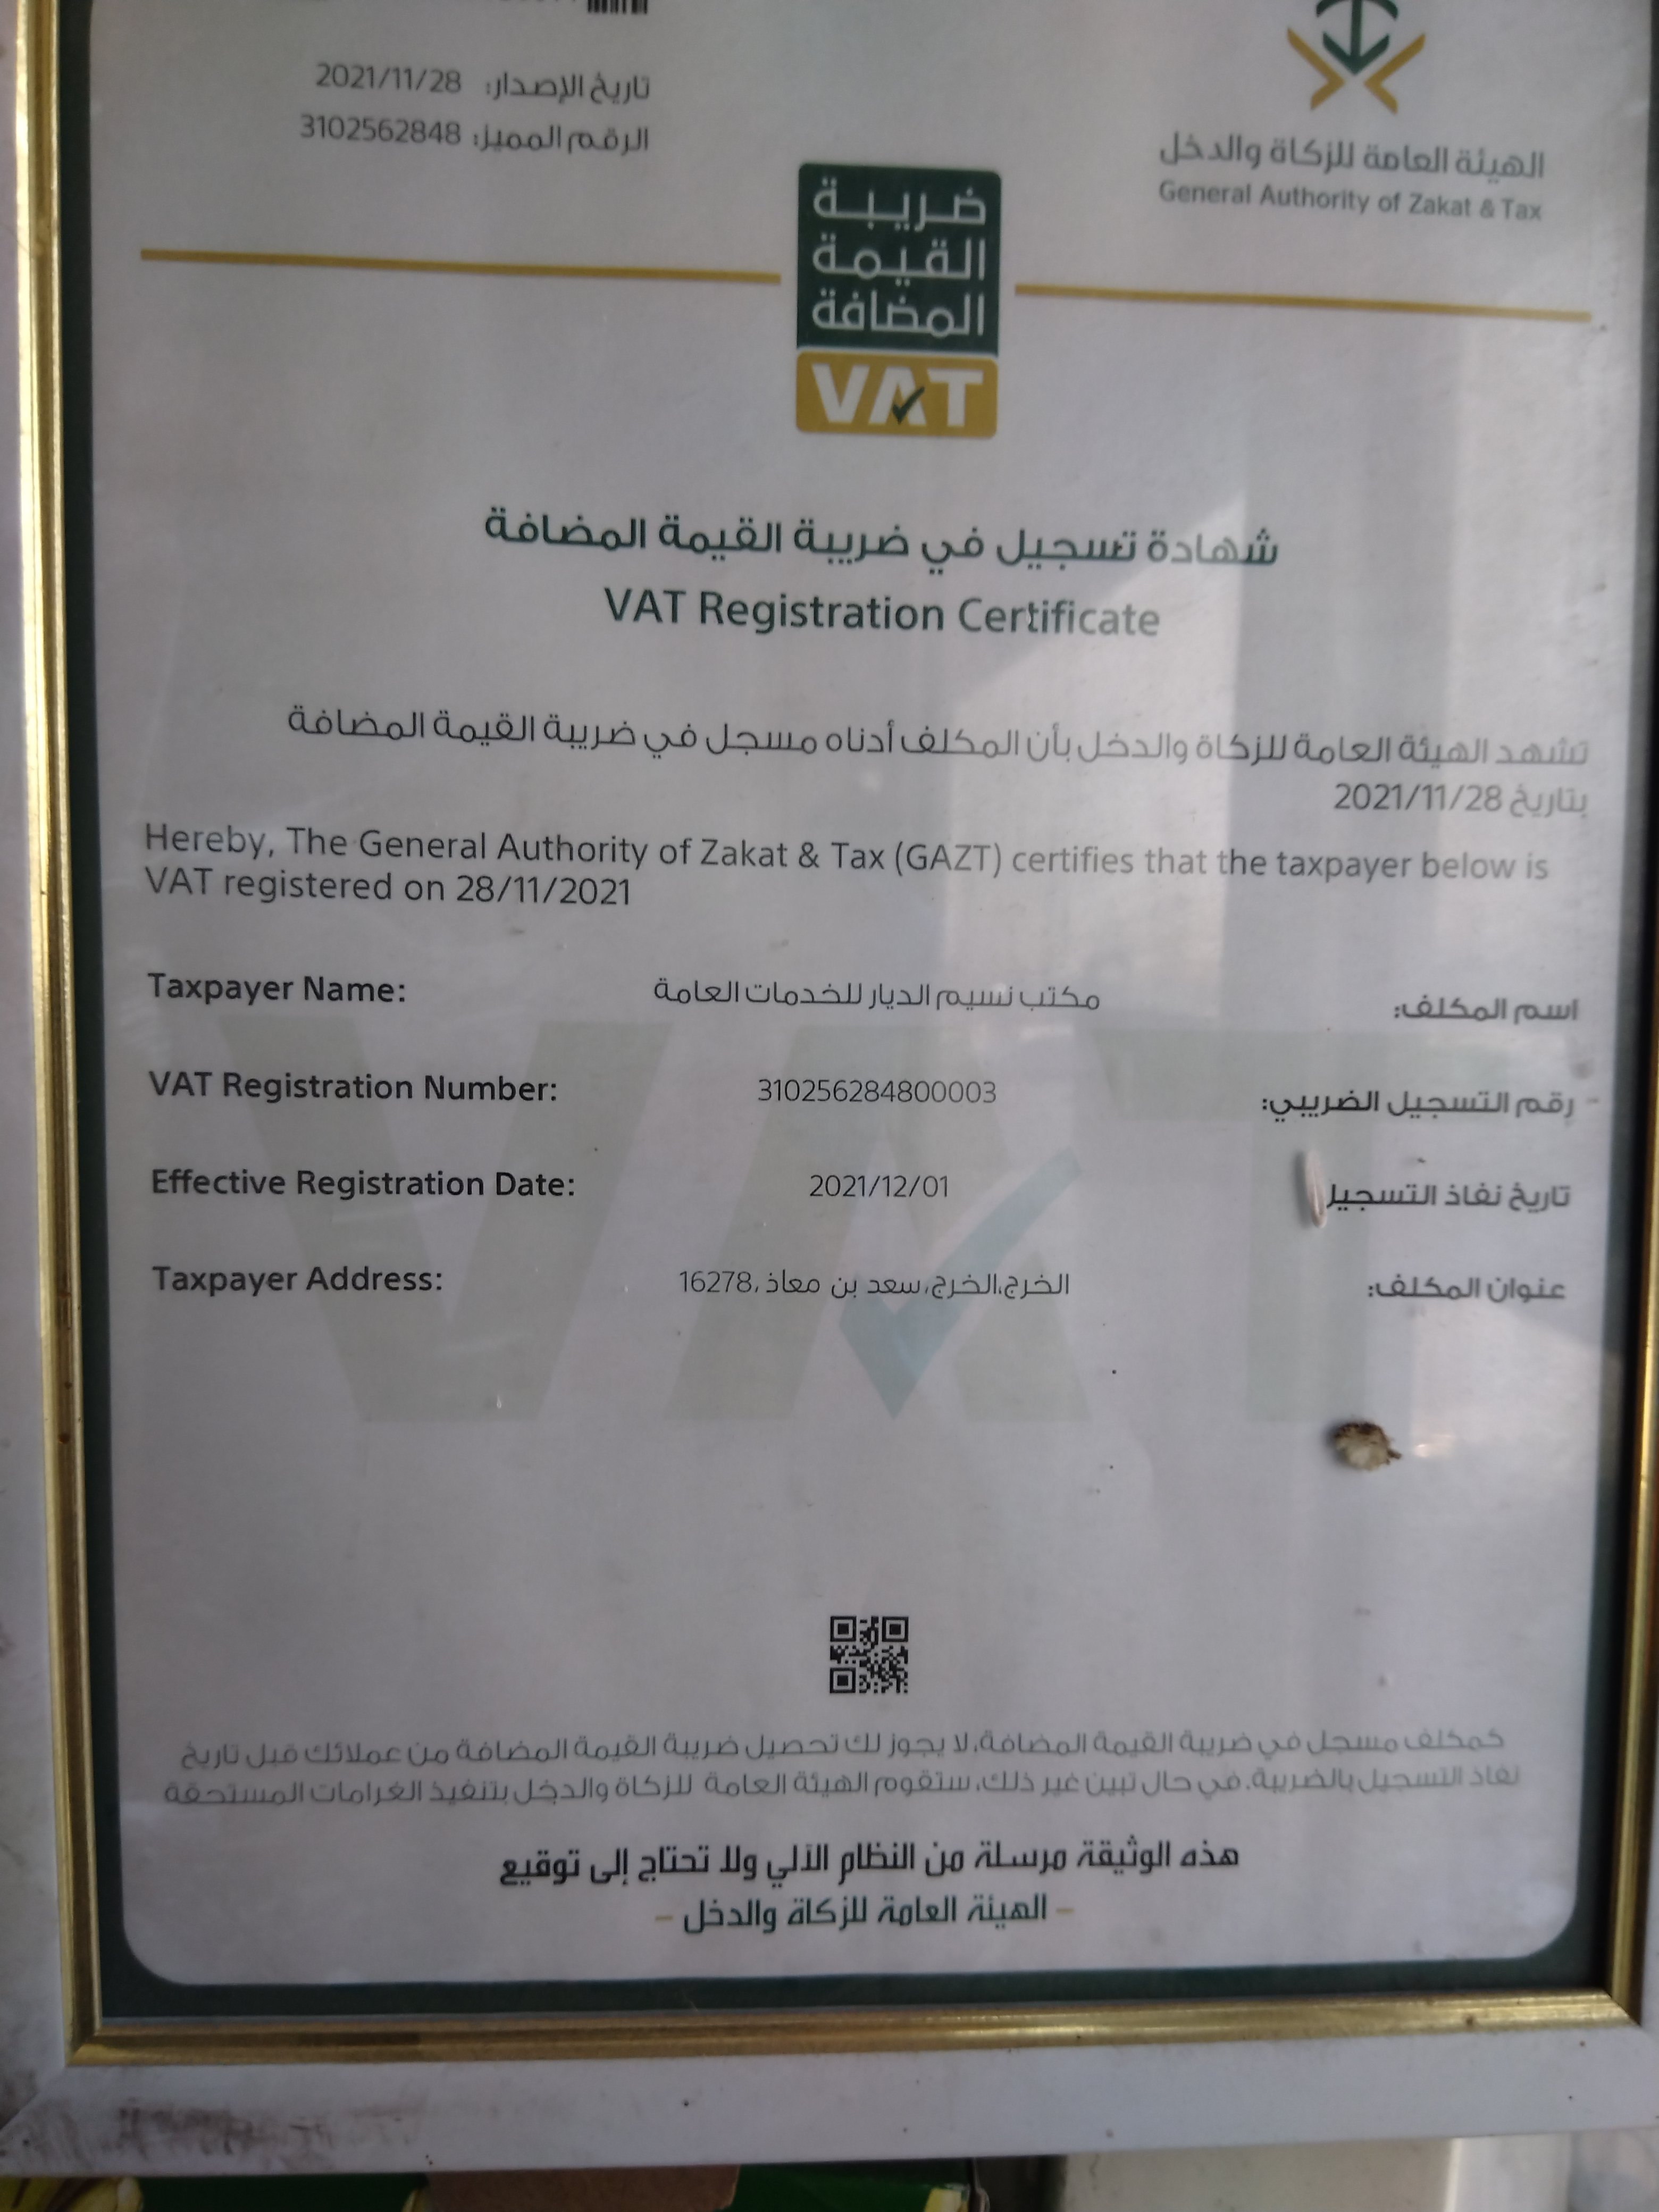 تاريخ الإصدار: 2021/11/28
الرقم المميز: 3102562848
الهيئة العامة للزكاة والدخل
General Authority of Zakat & Tax
ضريبة
القيمة
المضافة
VAT
شهادة تسجيل في ضريبة القيمة المضافة
VAT Registration Certificate
تشهد الهيئة العامة للزكاة والدخل بأن المكلف أدناه مسجل في ضريبة القيمة المضافة
بتاريخ 2021/11/28
Hereby, The General Authority of Zakat & Tax (GAZT) certifies that the taxpayer below is
VAT registered on 28/11/2021
Taxpayer Name: مكتب نسيم الديار للخدمات العامة اسم المكلف:
VAT Registration Number: 310256284800003 رقم التسجيل الضريبي:
Effective Registration Date: 2021/12/01 تاريخ نفاذ التسجيل
Taxpayer Address: الخرج,الخرج,سعد بن معاذ,16278 عنوان المكلف:
كمكلف مسجل في ضريبة القيمة المضافة، لا يجوز لك تحصيل ضريبة القيمة المضافة من عملائك قبل تاريخ
نفاذ التسجيل بالضريبة. في حال تبين غير ذلك، ستقوم الهيئة العامة للزكاة والدخل بتنفيذ الغرامات المستحقة
هذه الوثيقة مرسلة من النظام الآلي ولا تحتاج إلى توقيع
– الهيئة العامة للزكاة والدخل –